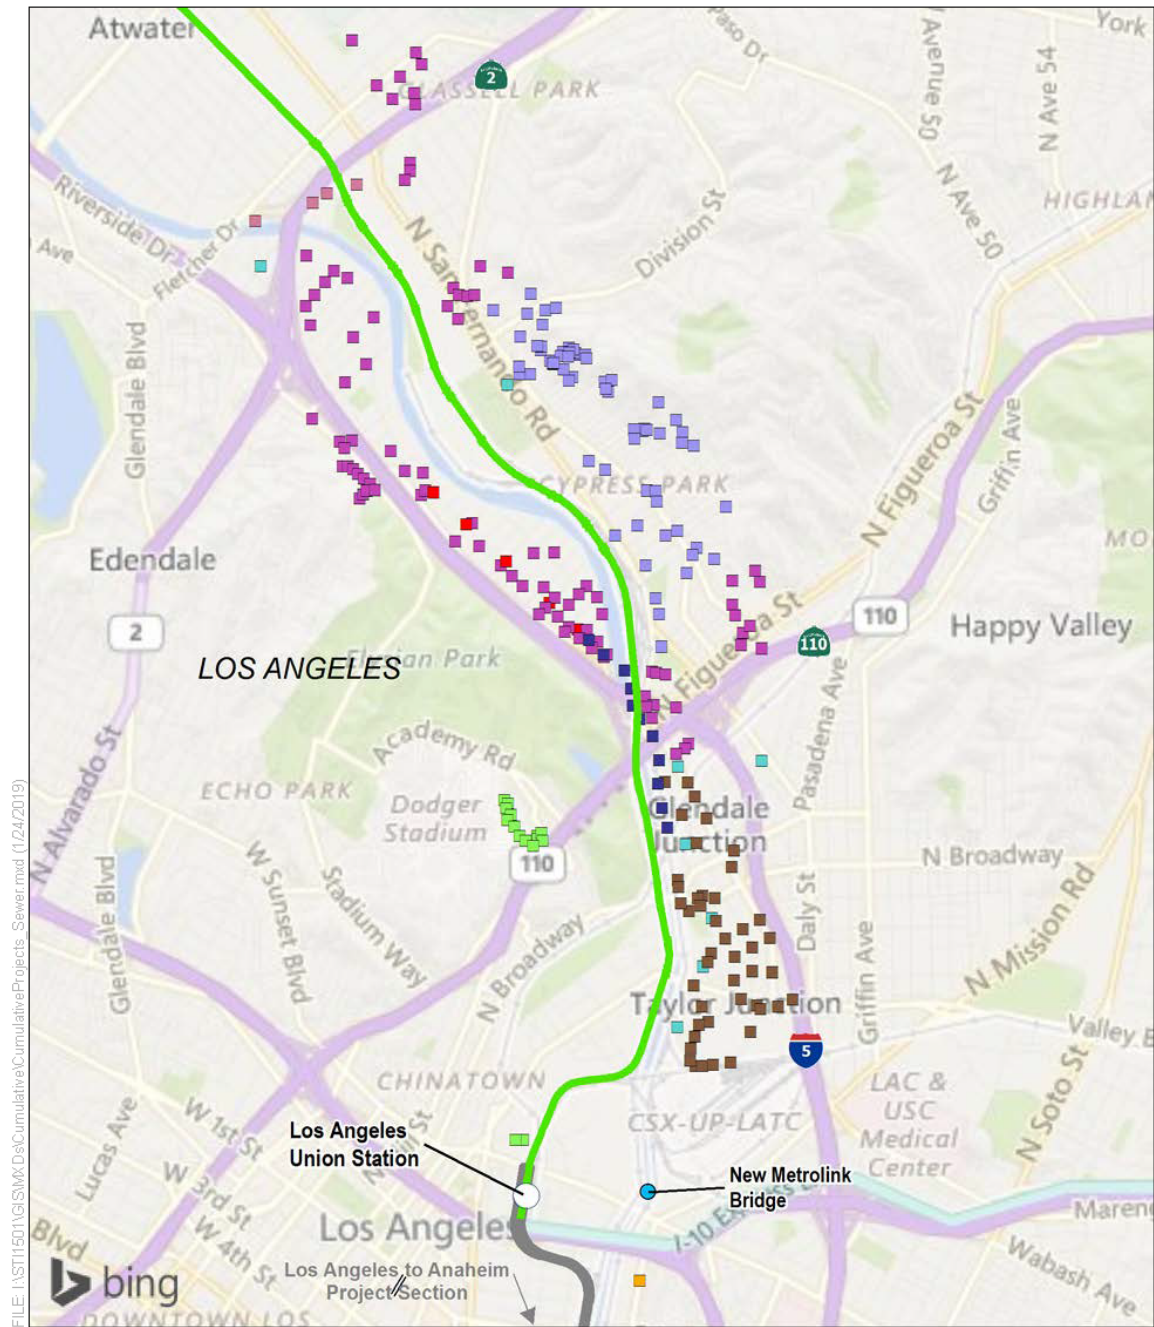 Atwater
Paso Dr
York
Avenue 50
N Ave 54
2
GLASSELL PARK
N Ave 50
HIGHLAN
Riverside Dr
Fletcher Dr
Ave
Division St
N San Fernando Rd
Glendale Blvd
N Figueroa St
Griffin Ave
CYPRESS PARK
MO
Edendale
2
110
110
Happy Valley
LOS ANGELES
Elysian Park
N Figueroa St
Pasadena Ave
Academy Rd
N Alvarado St
ECHO PARK
Dodger
Stadium
Glendale
Junction
110
N Broadway
W Sunset Blvd
Stadium Way
Glendale Blvd
Daly St
N Mission Rd
N Broadway
Griffin Ave
Taylor Junction
Valley B
5
CHINATOWN
LAC &
USC
Medical
Center
N Soto St
CSX-UP-LATC
Lucas Ave
W 1st St
Los Angeles
Union Station
New Metrolink
Bridge
W 3rd St
W 4th St
Los Angeles
I-10 Express L
Mareng
Blvd
Wabash Ave
Los Angeles to Anaheim
Project Section
bing
DOWNTOWN LOS
FILE: I:\STI1501\GIS\MXDs\Cumulative\CumulativeProjects_Sewer.mxd (1/24/2019)